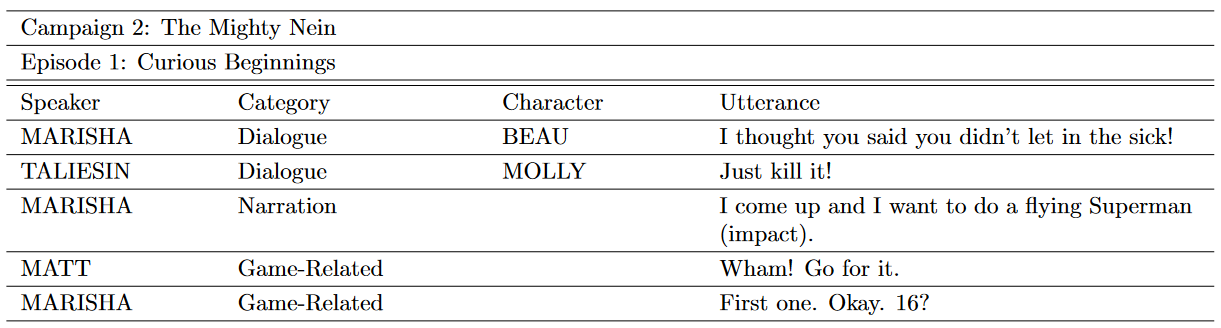 Campaign 2: The Mighty Nein
Episode 1: Curious Beginnings
Speaker Category Character Utterance
MARISHA Dialogue BEAU I thought you said you didn't let in the sick!
TALIESIN Dialogue MOLLY Just kill it!
MARISHA Narration I come up and I want to do a flying Superman
(impact).
MATT Game-Related Wham! Go for it.
MARISHA Game-Related First one. Okay. 16?